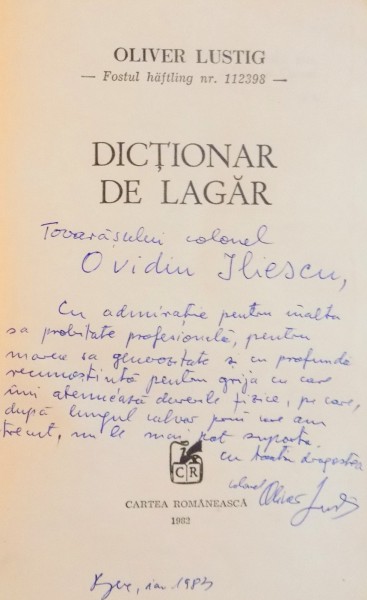 OLIVER LUSTIG
— Fostul häftling nr. 112398 —
DICȚIONAR
DE LAGĂR
Tovarășului colonel
Ovidiu Iliescu,
Cu admirație pentru înalta
sa probitate profesională, pentru
marea sa generozitate și cu profundă
recunoștință pentru grija cu care
îmi atenuează durerile fizice, pe care,
după lungul calvar prin care am
trecut, nu le mai pot suporta.
cu toată dragostea
colonel Oliver Lustig
CR
CARTEA ROMÂNEASCĂ
1982
ian 1983